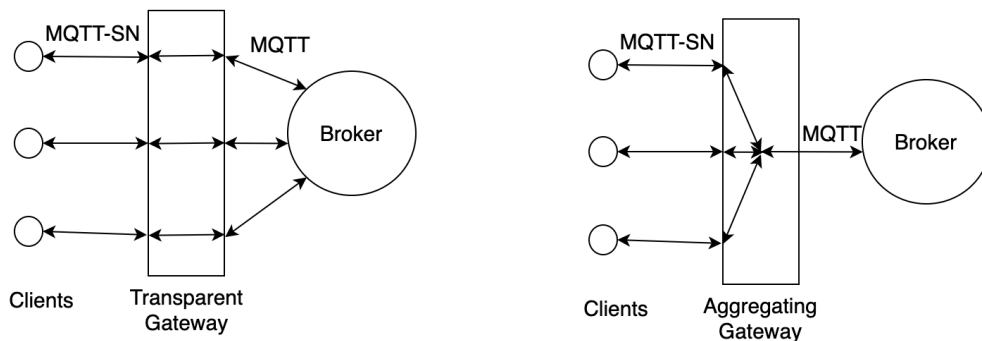 MQTT-SN
MQTT
Broker
Clients
Transparent
Gateway
MQTT-SN
MQTT
Broker
Clients
Aggregating
Gateway